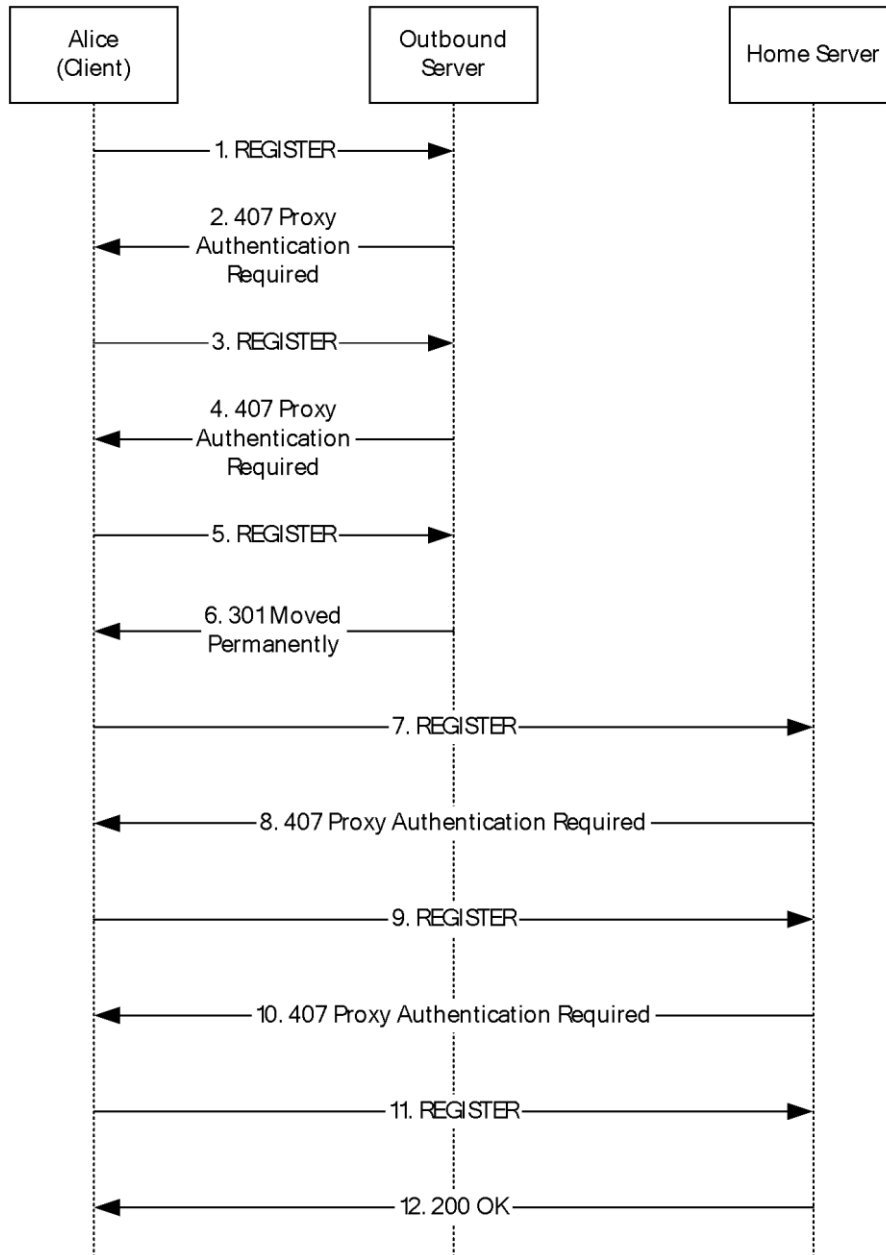 Alice
(Client)
Outbound
Server
Home Server
1. REGISTER
2. 407 Proxy
Authentication
Required
3. REGISTER
4. 407 Proxy
Authentication
Required
5. REGISTER
6. 301 Moved
Permanently
7. REGISTER
8. 407 Proxy Authentication Required
9. REGISTER
10. 407 Proxy Authentication Required
11. REGISTER
12. 200 OK